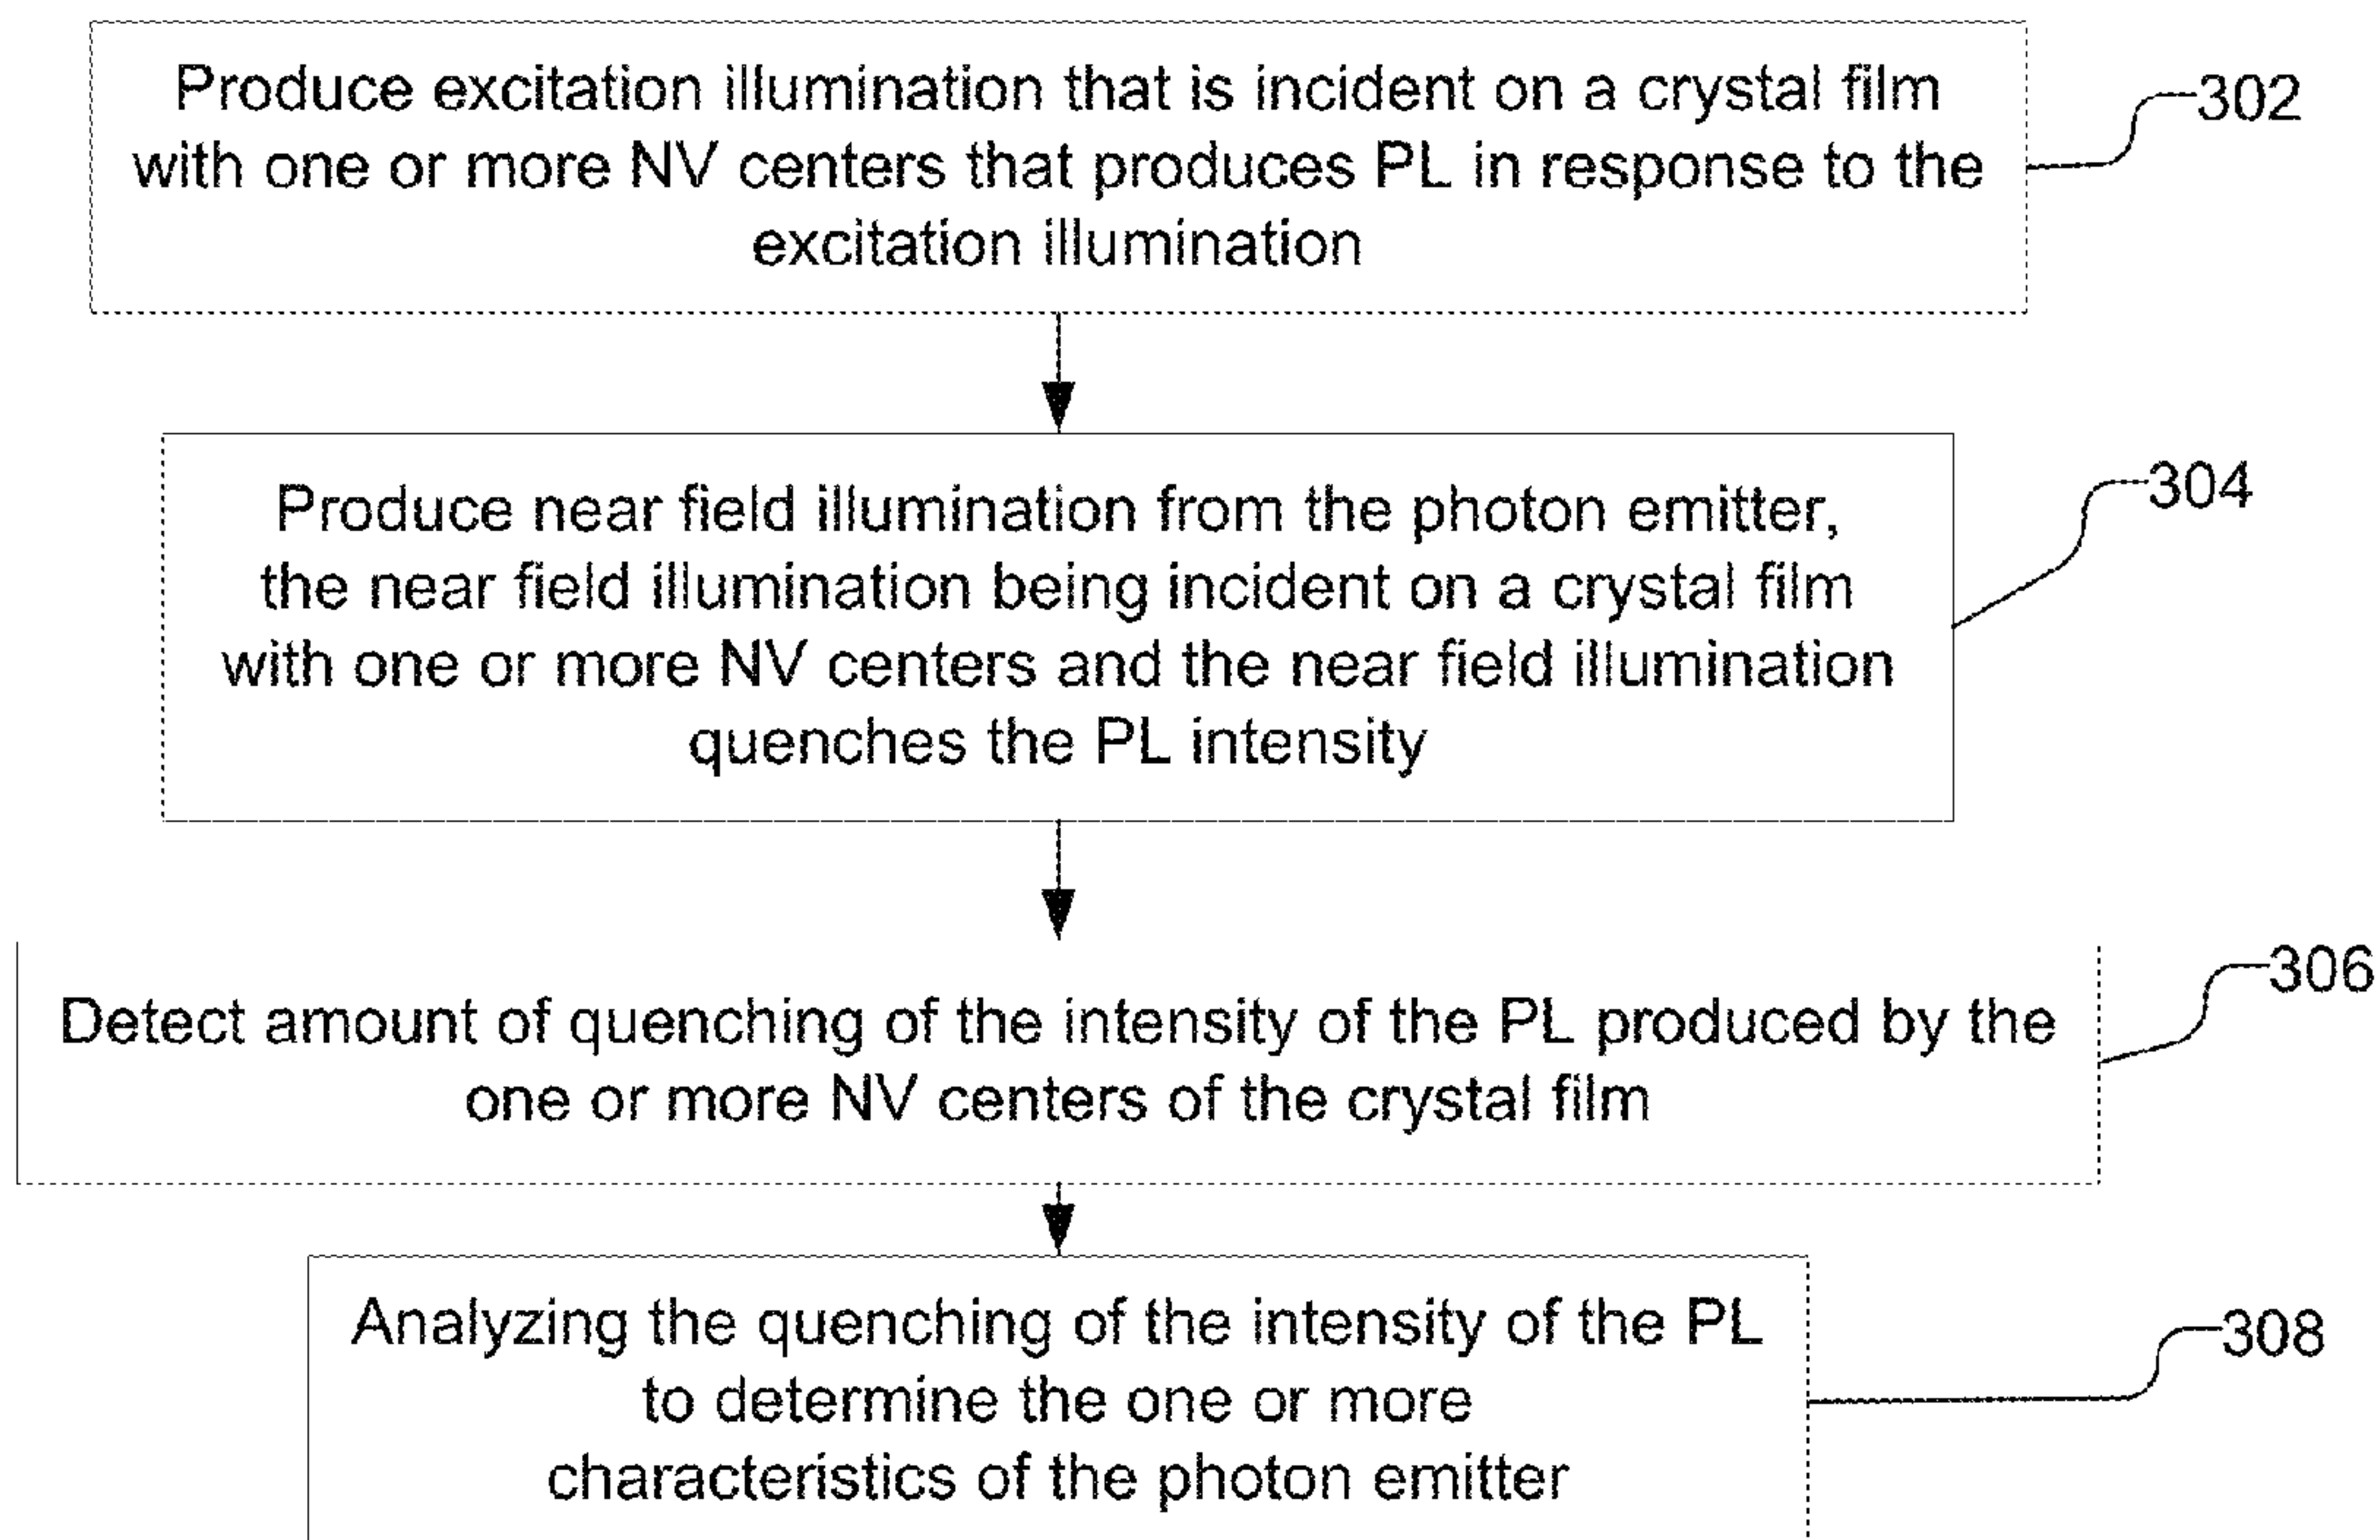 Produce excitation illumination that is incident on a crystal film
with one or more NV centers that produces PL in response to the
excitation illumination
302
Produce near field illumination from the photon emitter,
the near field illumination being incident on a crystal film
with one or more NV centers and the near field illumination
quenches the PL intensity
304
Detect amount of quenching of the intensity of the PL produced by the
one or more NV centers of the crystal film
306
Analyzing the quenching of the intensity of the PL
to determine the one or more
characteristics of the photon emitter
308